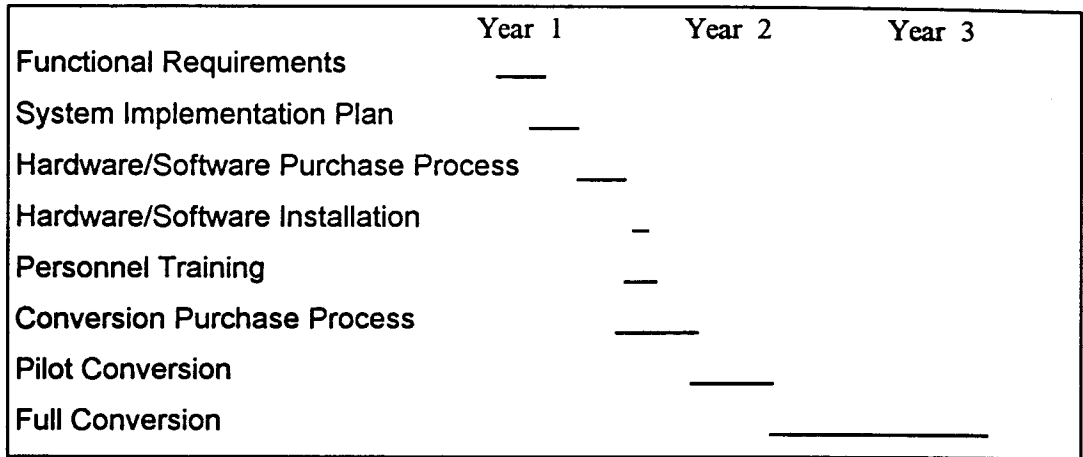 Year 1 Year 2 Year 3
Functional Requirements
System Implementation Plan
Hardware/Software Purchase Process
Hardware/Software Installation
Personnel Training
Conversion Purchase Process
Pilot Conversion
Full Conversion